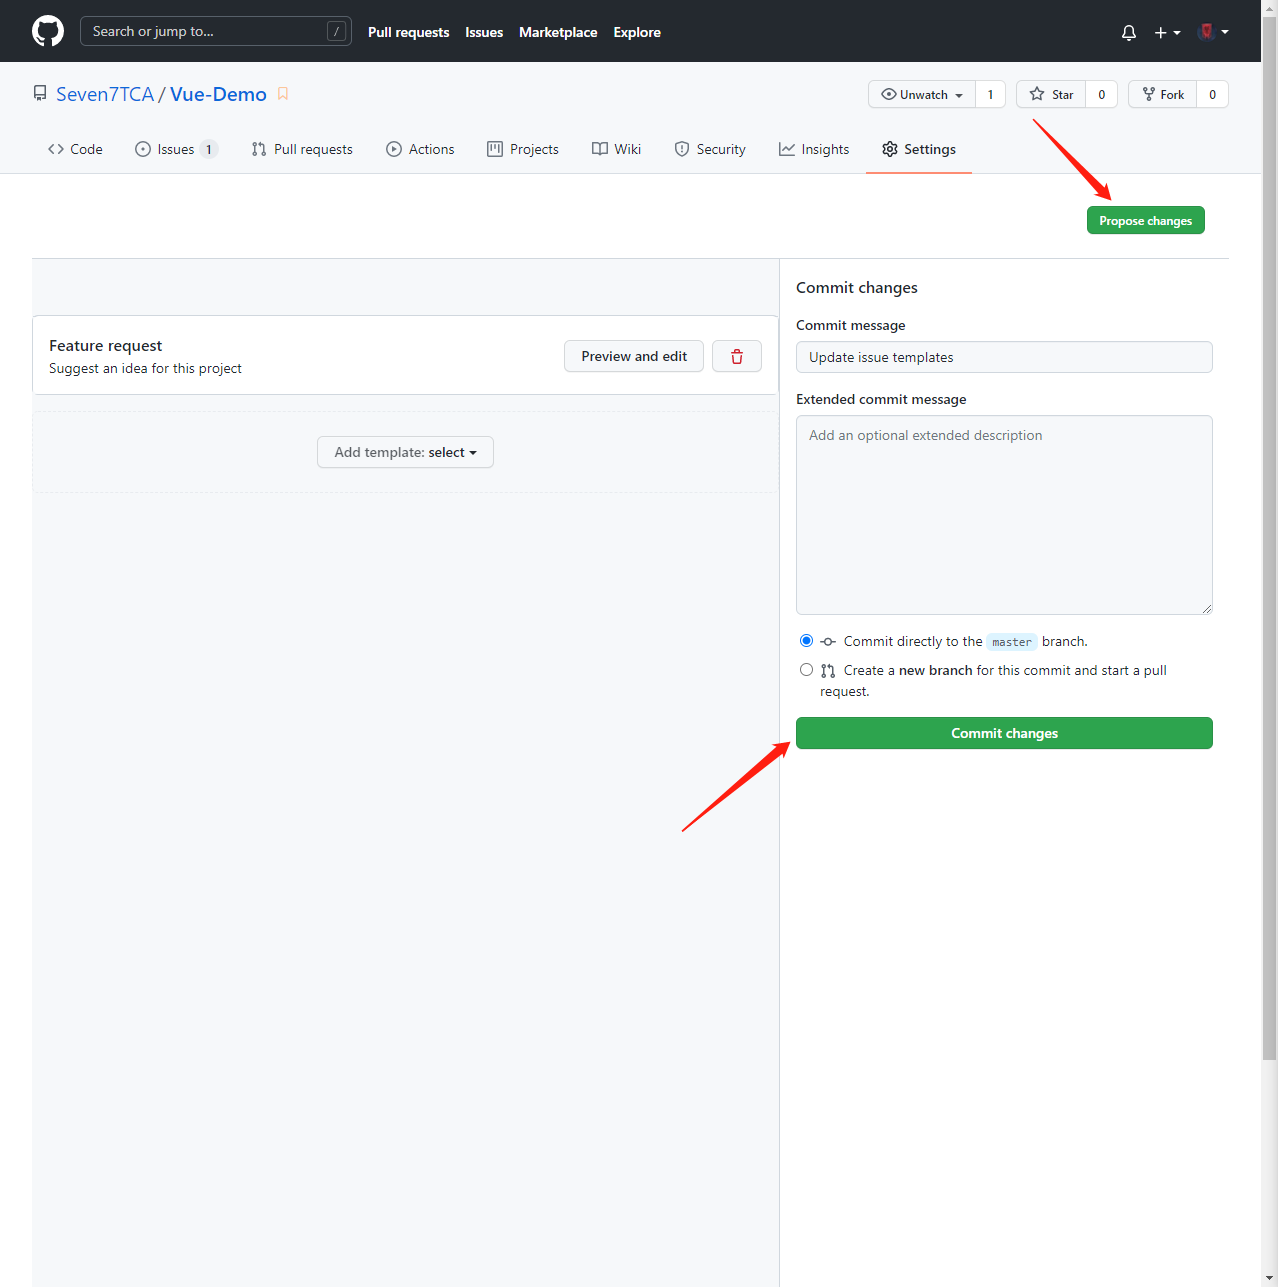 Search or jump to... / Pull requests Issues Marketplace Explore
Seven7TCA / Vue-Demo Unwatch 1 Star 0 Fork 0
Code Issues 1 Pull requests Actions Projects Wiki Security Insights Settings
Propose changes
Feature request
Suggest an idea for this project
Preview and edit
Add template: select
Commit changes
Commit message
Update issue templates
Extended commit message
Add an optional extended description
Commit directly to the master branch.
Create a new branch for this commit and start a pull
request.
Commit changes